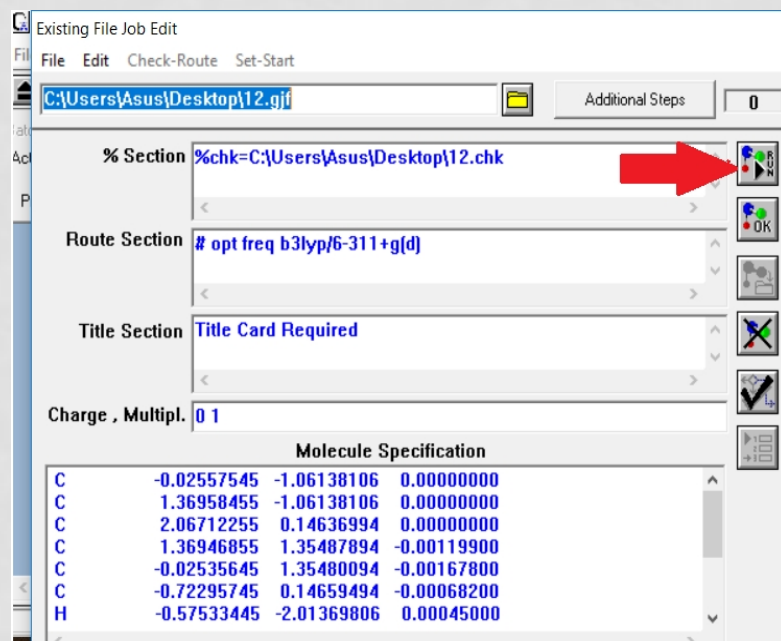 Existing File Job Edit
File Edit Check-Route Set-Start
C:\Users\Asus\Desktop\12.gjf
Additional Steps
0
% Section
%chk=C:\Users\Asus\Desktop\12.chk
RUN
Route Section
# opt freq b3lyp/6-311+g(d)
OK
Title Section
Title Card Required
Charge , Multipl.
0 1
Molecule Specification
C -0.02557545 -1.06138106 0.00000000
C 1.36958455 -1.06138106 0.00000000
C 2.06712255 0.14636994 0.00000000
C 1.36946855 1.35487894 -0.00119900
C -0.02535645 1.35480094 -0.00167800
C -0.72295745 0.14659494 -0.00068200
H -0.57533445 -2.01369806 0.00045000